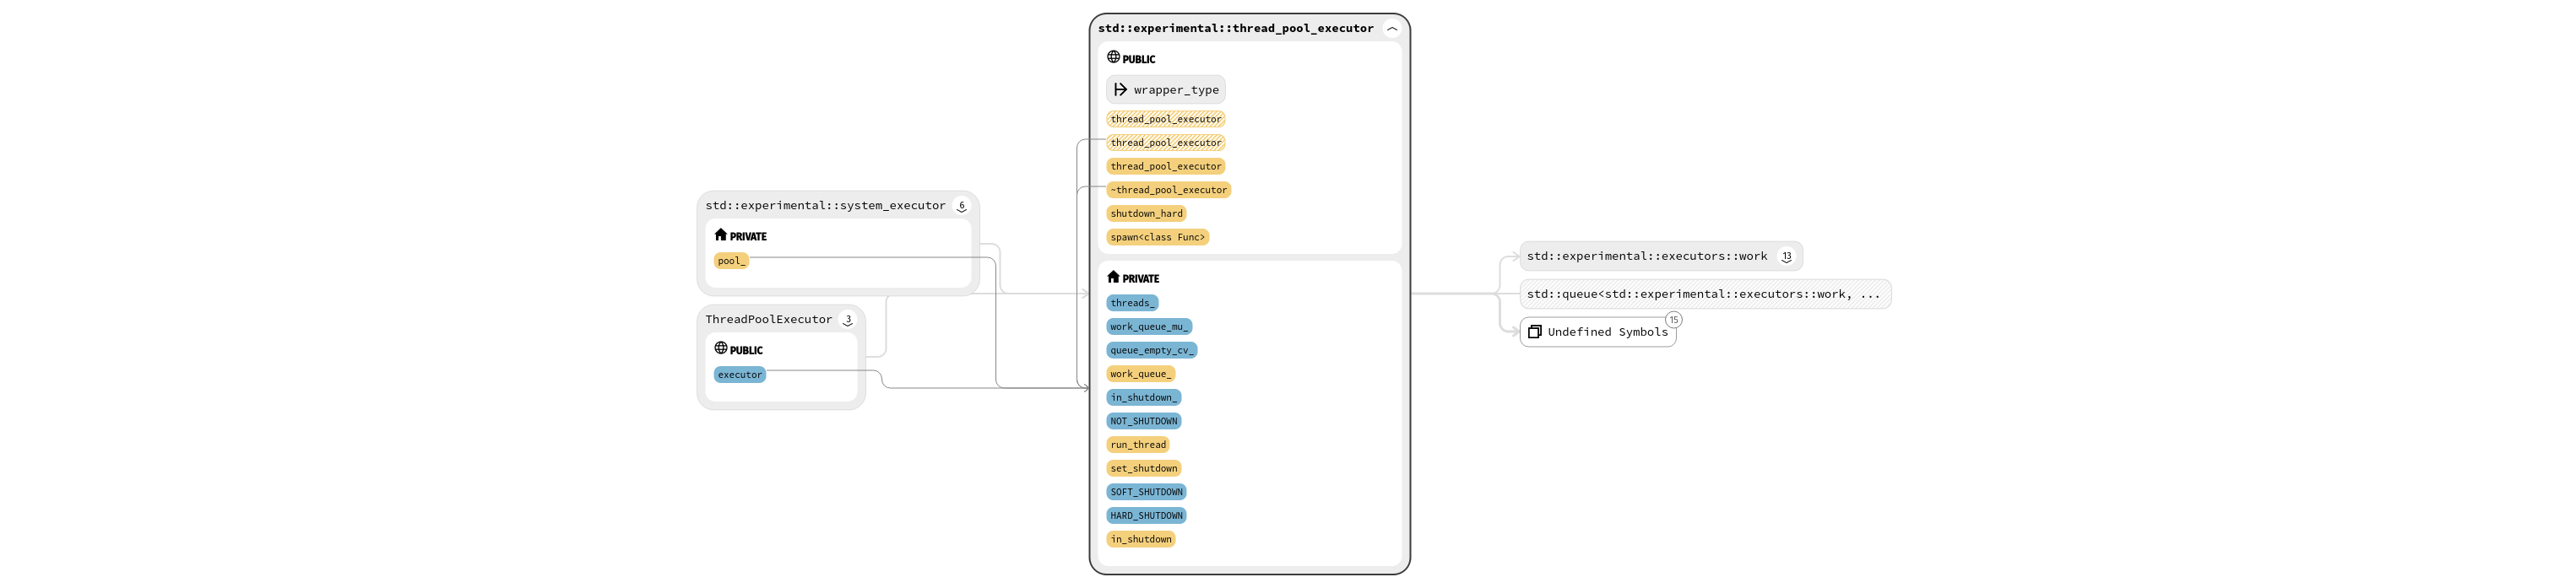 std::experimental::system_executor 6
PRIVATE
pool_
ThreadPoolExecutor 3
PUBLIC
executor
std::experimental::thread_pool_executor
PUBLIC
wrapper_type
thread_pool_executor
thread_pool_executor
thread_pool_executor
~thread_pool_executor
shutdown_hard
spawn<class Func>
PRIVATE
threads_
work_queue_mu_
queue_empty_cv_
work_queue_
in_shutdown_
NOT_SHUTDOWN
run_thread
set_shutdown
SOFT_SHUTDOWN
HARD_SHUTDOWN
in_shutdown
std::experimental::executors::work 13
std::queue<std::experimental::executors::work, ...
Undefined Symbols 15